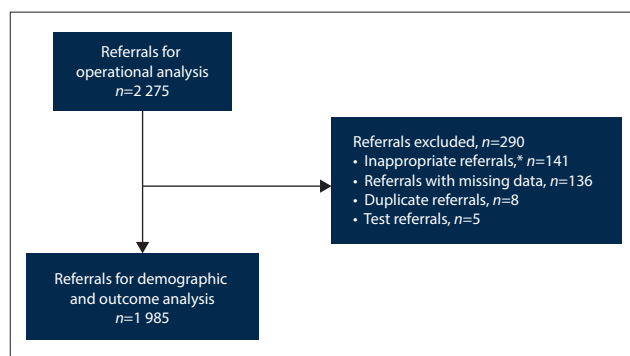 Referrals for
operational analysis
n=2 275
Referrals excluded, n=290
• Inappropriate referrals,* n=141
• Referrals with missing data, n=136
• Duplicate referrals, n=8
• Test referrals, n=5
Referrals for demographic
and outcome analysis
n=1 985